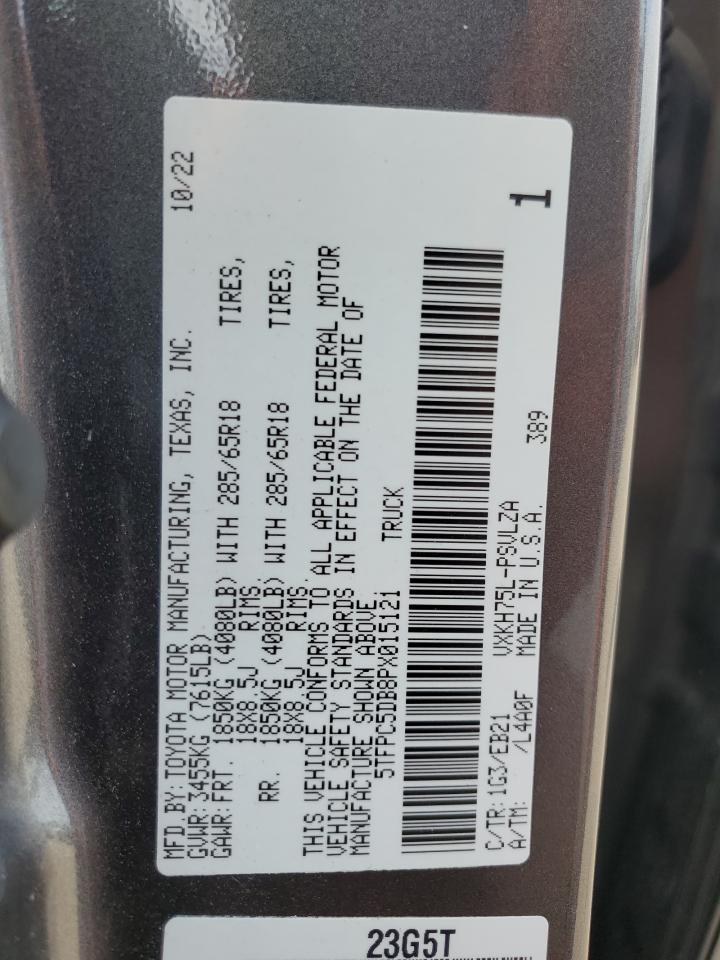 MFD.BY:TOYOTA MOTOR MANUFACTURING, TEXAS, INC. 10/22
GVWR:3455KG (7615LB)
GAWR:FRT. 1850KG (4080LB) WITH 285/65R18 TIRES,
18X8.5J RIMS.
RR. 1850KG (4080LB) WITH 285/65R18 TIRES,
18X8.5J RIMS.
THIS VEHICLE CONFORMS TO ALL APPLICABLE FEDERAL MOTOR
VEHICLE SAFETY STANDARDS IN EFFECT ON THE DATE OF
MANUFACTURE SHOWN ABOVE.
5TFPC5DB8PX015121 TRUCK
C/TR:1G3/EB21 VXKH75L-PSVLZA
A/TM: /L4A0F MADE IN U.S.A. 389
1
23G5T